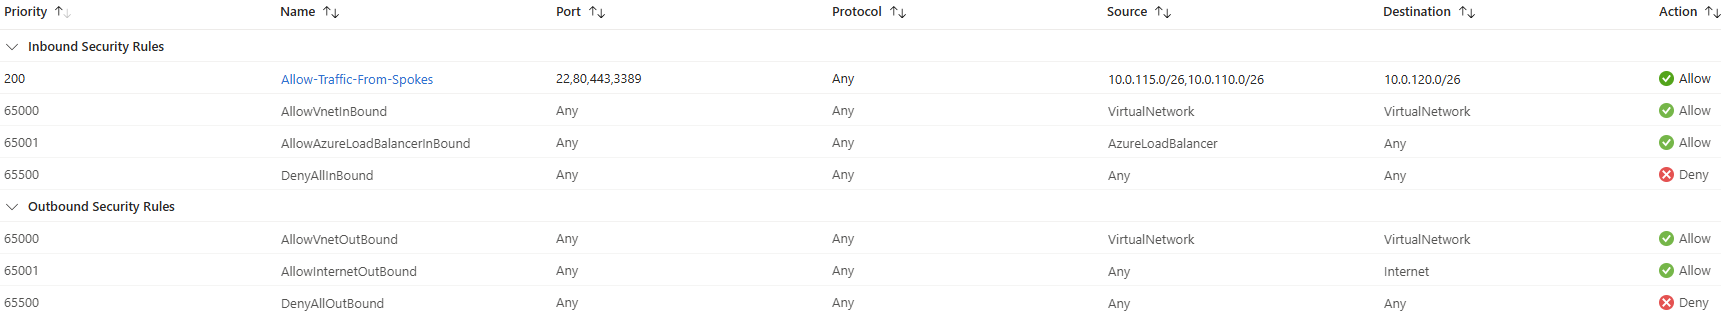 Priority Name Port Protocol Source Destination Action
Inbound Security Rules
200 Allow-Traffic-From-Spokes 22,80,443,3389 Any 10.0.115.0/26,10.0.110.0/26 10.0.120.0/26 Allow
65000 AllowVnetInBound Any Any VirtualNetwork VirtualNetwork Allow
65001 AllowAzureLoadBalancerInBound Any Any AzureLoadBalancer Any Allow
65500 DenyAllInBound Any Any Any Any Deny
Outbound Security Rules
65000 AllowVnetOutBound Any Any VirtualNetwork VirtualNetwork Allow
65001 AllowInternetOutBound Any Any Any Internet Allow
65500 DenyAllOutBound Any Any Any Any Deny